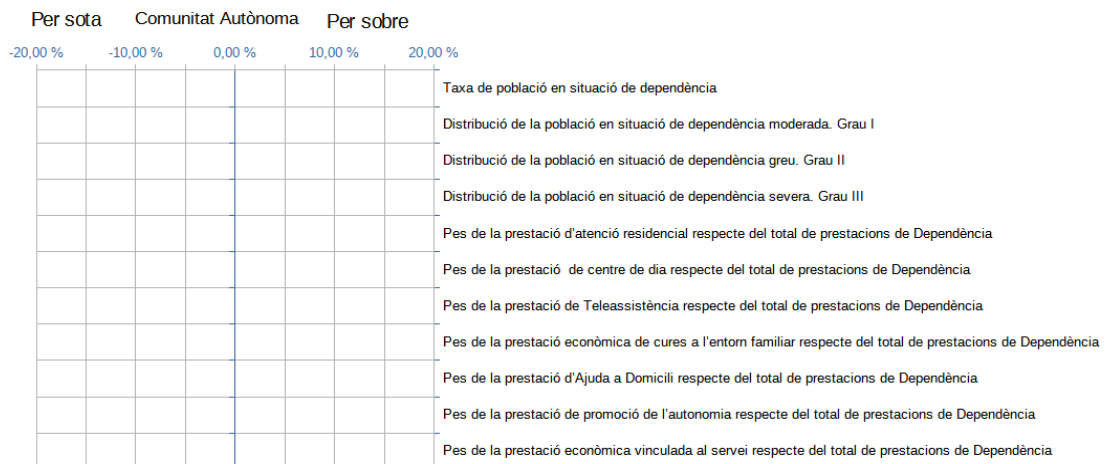 Per sota Comunitat Autònoma Per sobre
-20,00 % -10,00 % 0,00 % 10,00 % 20,00 %
Taxa de població en situació de dependència
Distribució de la població en situació de dependència moderada. Grau I
Distribució de la població en situació de dependència greu. Grau II
Distribució de la població en situació de dependència severa. Grau III
Pes de la prestació d’atenció residencial respecte del total de prestacions de Dependència
Pes de la prestació  de centre de dia respecte del total de prestacions de Dependència
Pes de la prestació de Teleassistència respecte del total de prestacions de Dependència
Pes de la prestació econòmica de cures a l’entorn familiar respecte del total de prestacions de Dependència
Pes de la prestació d’Ajuda a Domicili respecte del total de prestacions de Dependència
Pes de la prestació de promoció de l’autonomia respecte del total de prestacions de Dependència
Pes de la prestació econòmica vinculada al servei respecte del total de prestacions de Dependència